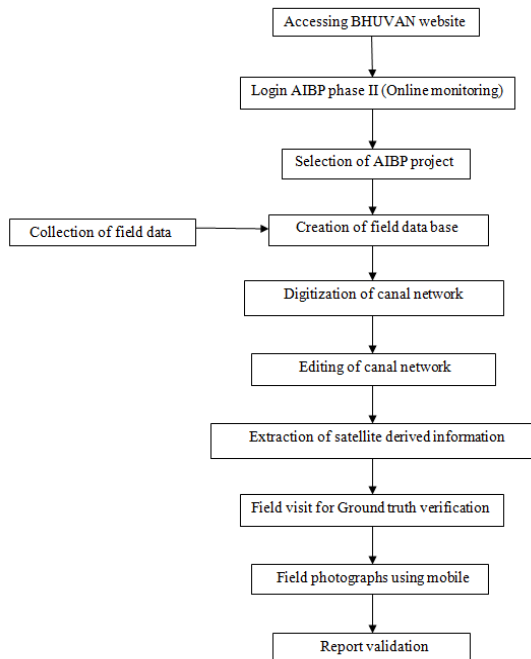 Accessing BHUVAN website
Login AIBP phase II (Online monitoring)
Selection of AIBP project
Collection of field data
Creation of field data base
Digitization of canal network
Editing of canal network
Extraction of satellite derived information
Field visit for Ground truth verification
Field photographs using mobile
Report validation